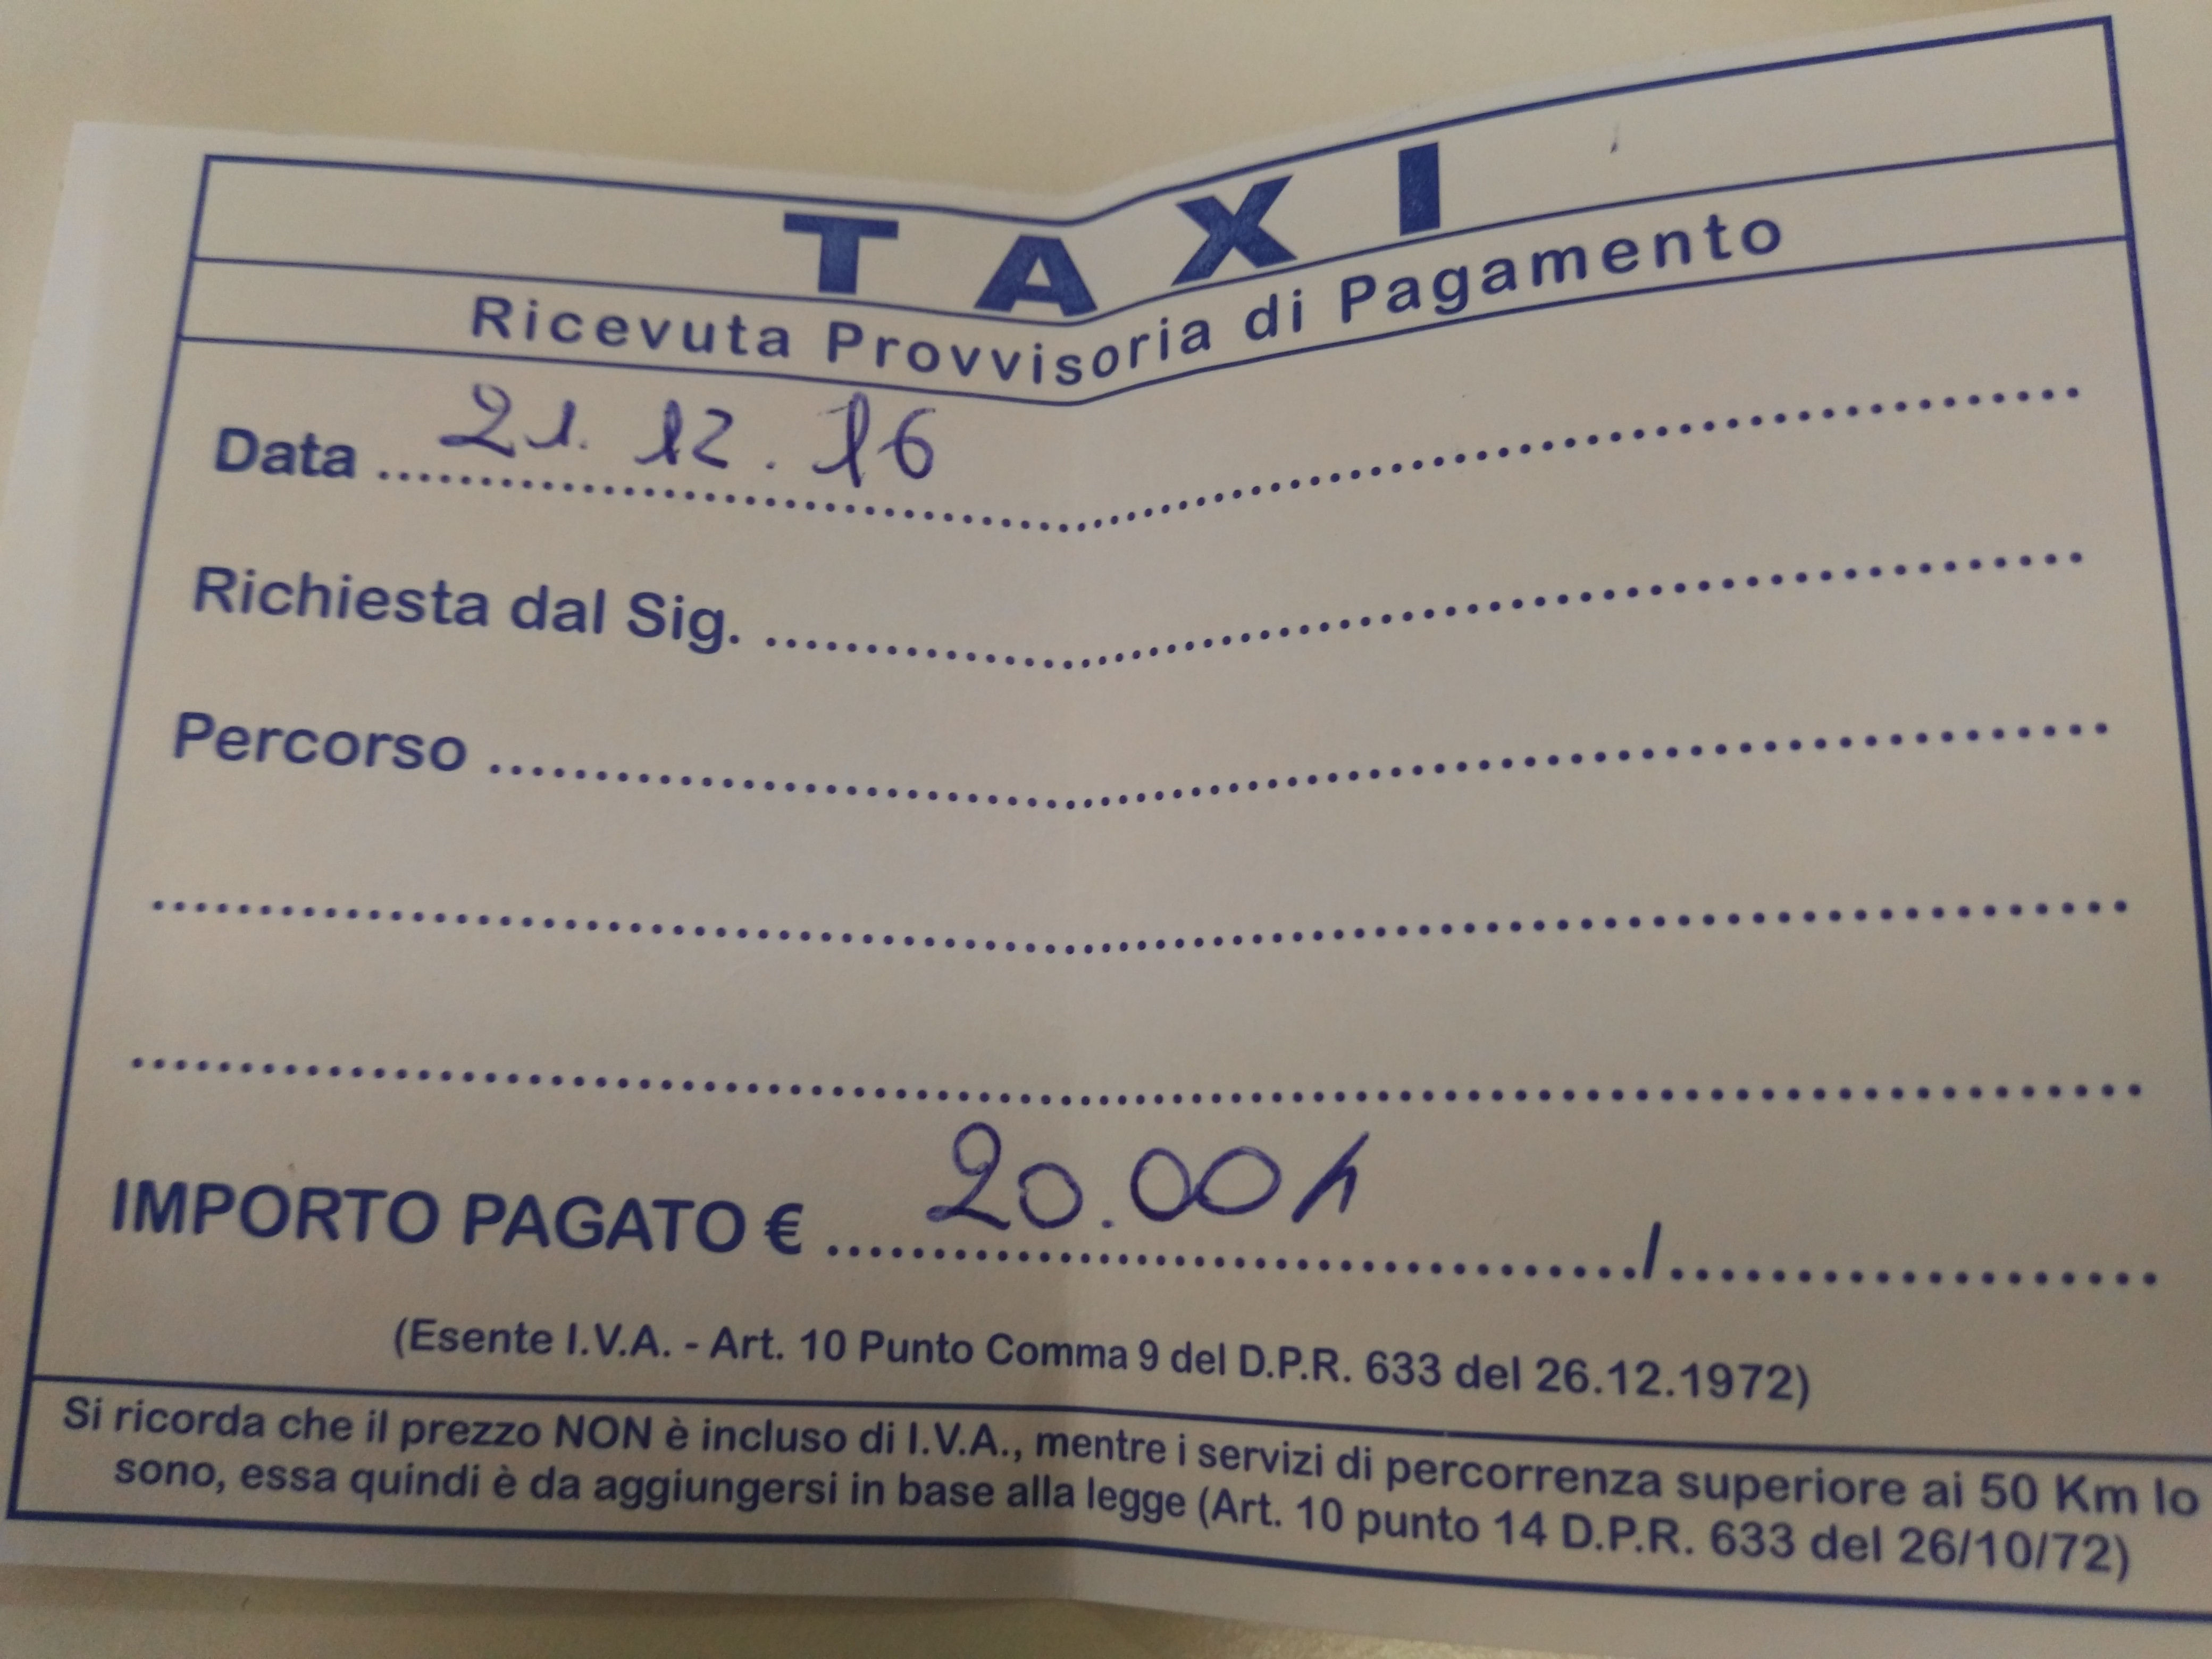 TAXI
Ricevuta Provvisoria di Pagamento
Data 21.12.16
Richiesta dal Sig.
Percorso
IMPORTO PAGATO € 20.00 /
(Esente I.V.A. - Art. 10 Punto Comma 9 del D.P.R. 633 del 26.12.1972)
Si ricorda che il prezzo NON è incluso di I.V.A., mentre i servizi di percorrenza superiore ai 50 Km lo
sono, essa quindi è da aggiungersi in base alla legge (Art. 10 punto 14 D.P.R. 633 del 26/10/72)